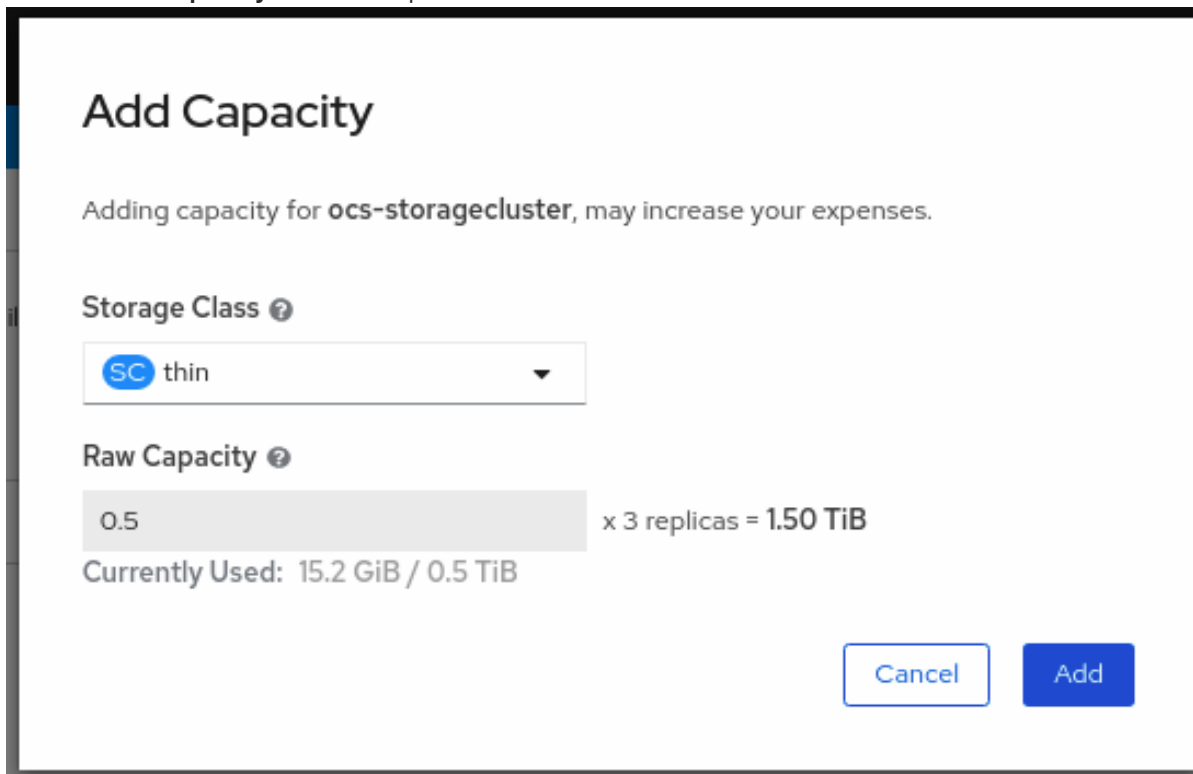 Add Capacity
Adding capacity for ocs-storagecluster, may increase your expenses.
Storage Class
SC thin
Raw Capacity
0.5 x 3 replicas = 1.50 TiB
Currently Used: 15.2 GiB / 0.5 TiB
Cancel Add